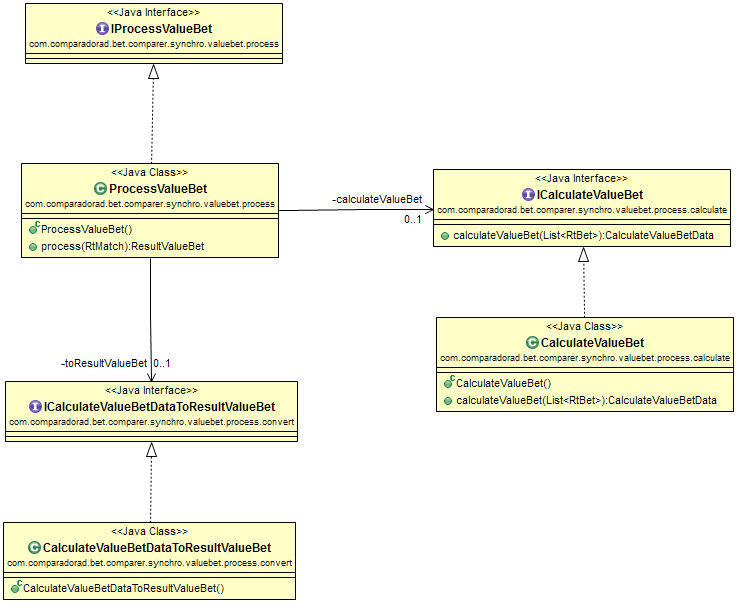 <<Java Interface>>
IProcessValueBet
com.comparadorad.bet.comparer.synchro.valuebet.process
<<Java Class>>
ProcessValueBet
com.comparadorad.bet.comparer.synchro.valuebet.process
ProcessValueBet()
process(RtMatch):ResultValueBet
-calculateValueBet
0..1
<<Java Interface>>
ICalculateValueBet
com.comparadorad.bet.comparer.synchro.valuebet.process.calculate
calculateValueBet(List<RtBet>):CalculateValueBetData
<<Java Class>>
CalculateValueBet
com.comparadorad.bet.comparer.synchro.valuebet.process.calculate
CalculateValueBet()
calculateValueBet(List<RtBet>):CalculateValueBetData
-toResultValueBet 0..1
<<Java Interface>>
ICalculateValueBetDataToResultValueBet
com.comparadorad.bet.comparer.synchro.valuebet.process.convert
<<Java Class>>
CalculateValueBetDataToResultValueBet
com.comparadorad.bet.comparer.synchro.valuebet.process.convert
CalculateValueBetDataToResultValueBet()